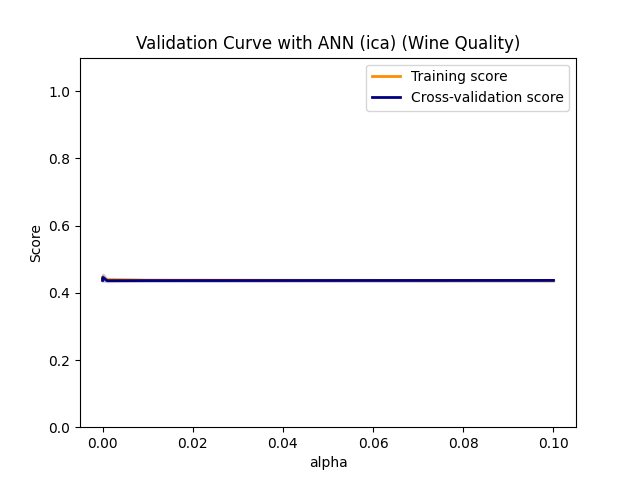 Validation Curve with ANN (ica) (Wine Quality)
Training score
Cross-validation score
1.0
0.8
0.6
0.4
0.2
0.0
Score
0.00 0.02 0.04 0.06 0.08 0.10
alpha